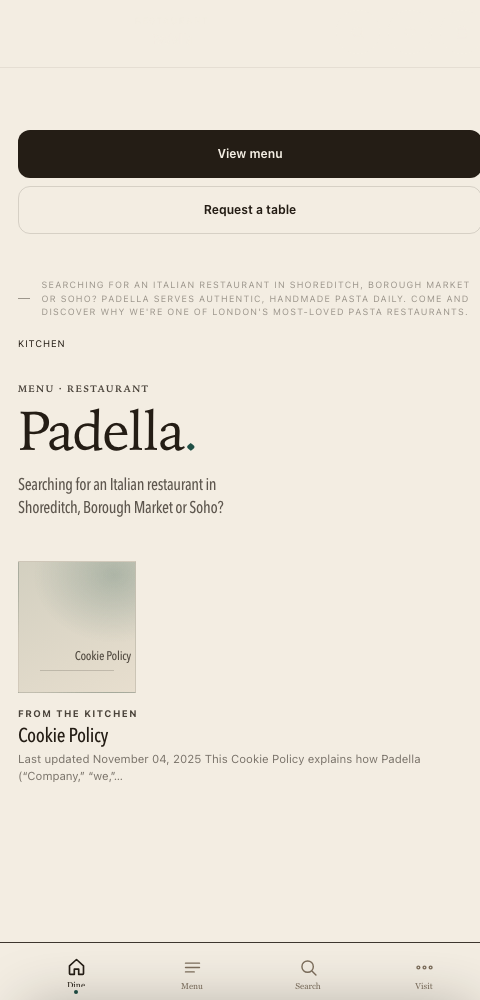 View menu
Request a table
— SEARCHING FOR AN ITALIAN RESTAURANT IN SHOREDITCH, BOROUGH MARKET
OR SOHO? PADELLA SERVES AUTHENTIC, HANDMADE PASTA DAILY. COME AND
DISCOVER WHY WE'RE ONE OF LONDON'S MOST-LOVED PASTA RESTAURANTS.
KITCHEN
MENU · RESTAURANT
Padella.
Searching for an Italian restaurant in
Shoreditch, Borough Market or Soho?
Cookie Policy
FROM THE KITCHEN
Cookie Policy
Last updated November 04, 2025 This Cookie Policy explains how Padella
(“Company,” “we,”…
Dine
Menu
Search
Visit